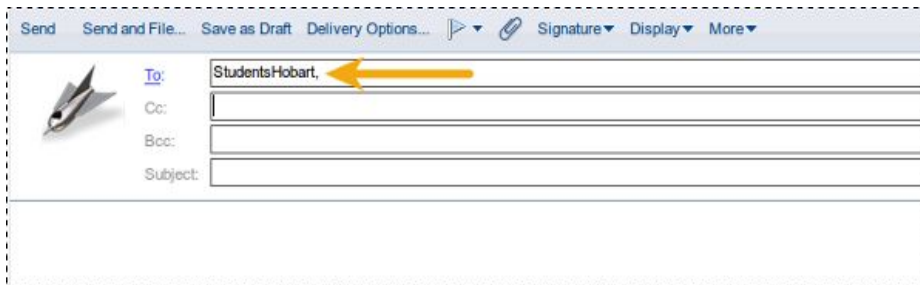 Send Send and File... Save as Draft Delivery Options... Signature Display More
To: StudentsHobart,
Cc:
Bcc:
Subject: